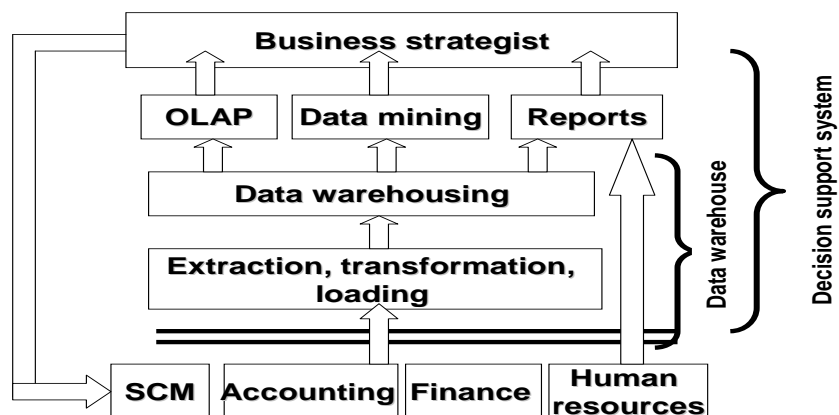 Business strategist
OLAP
Data mining
Reports
Data warehousing
Extraction, transformation,
loading
SCM
Accounting
Finance
Human
resources
Data warehouse
Decision support system